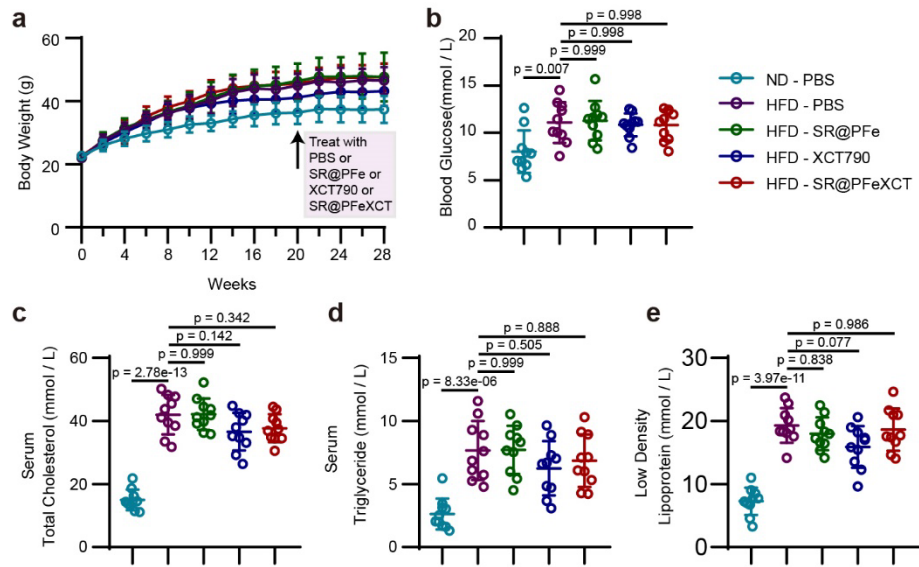 a
60
40
20
0
Body Weight (g)
0 4 8 12 16 20 24 28
Weeks
Treat with
PBS or
SR@PFe or
XCT790 or
SR@PFeXCT
b
p = 0.998
p = 0.998
p = 0.999
p = 0.007
20
15
10
5
0
Blood Glucose(mmol / L)
ND - PBS
HFD - PBS
HFD - SR@PFe
HFD - XCT790
HFD - SR@PFeXCT
c
p = 0.342
p = 0.142
p = 0.999
p = 2.78e-13
60
40
20
0
Serum
Total Cholesterol (mmol / L)
d
p = 0.888
p = 0.505
p = 0.999
p = 8.33e-06
15
10
5
0
Serum
Triglyceride (mmol / L)
e
p = 0.986
p = 0.077
p = 0.838
p = 3.97e-11
30
20
10
0
Low Density
Lipoprotein (mmol / L)